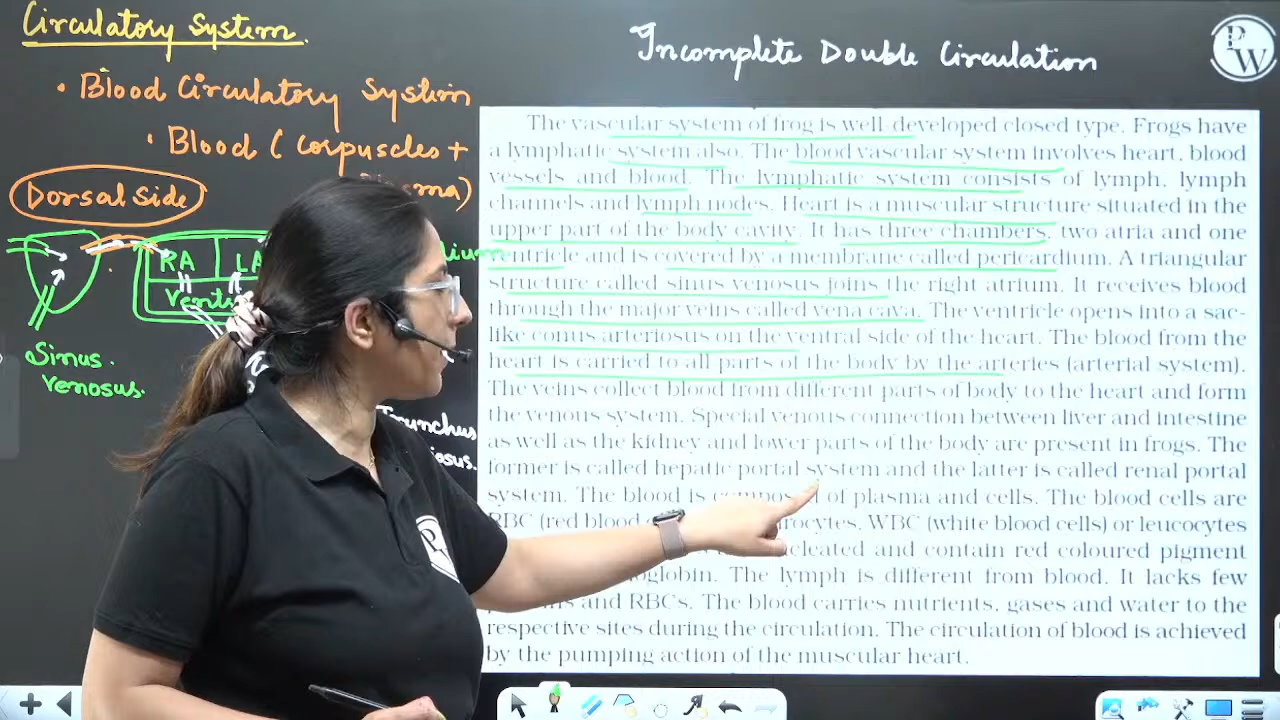 Circulatory System
• Blood Circulatory System
• Blood (corpuscles +
Dorsal Side
RA
LA
Sinus
venosus.
Trunchus
Incomplete Double Circulation
PW
The vascular system of frog is well developed closed type. Frogs have
a lymphatic system also. The blood vascular system involves heart, blood
vessels and blood. The lymphatic system consists of lymph, lymph
channels and lymph nodes. Heart is a muscular structure situated in the
upper part of the body cavity. It has three chambers, two atria and one
ventricle and is covered by a membrane called pericardium. A triangular
structure called sinus venosus joins the right atrium. It receives blood
through the major veins called vena cava. The ventricle opens into a sac-
like conus arteriosus on the ventral side of the heart. The blood from the
heart is carried to all parts of the body by the arteries (arterial system).
The veins collect blood from different parts of body to the heart and form
the venous system. Special venous connection between liver and intestine
as well as the kidney and lower parts of the body are present in frogs. The
former is called hepatic portal system and the latter is called renal portal
system. The blood is composed of plasma and cells. The blood cells are
RBC (red blood WBC (white blood cells) or leucocytes
nucleated and contain red coloured pigment
The lymph is different from blood. It lacks few
and RBCs. The blood carries nutrients, gases and water to the
respective sites during the circulation. The circulation of blood is achieved
by the pumping action of the muscular heart.